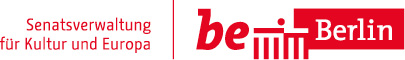 Senatsverwaltung
für Kultur und Europa
be Berlin